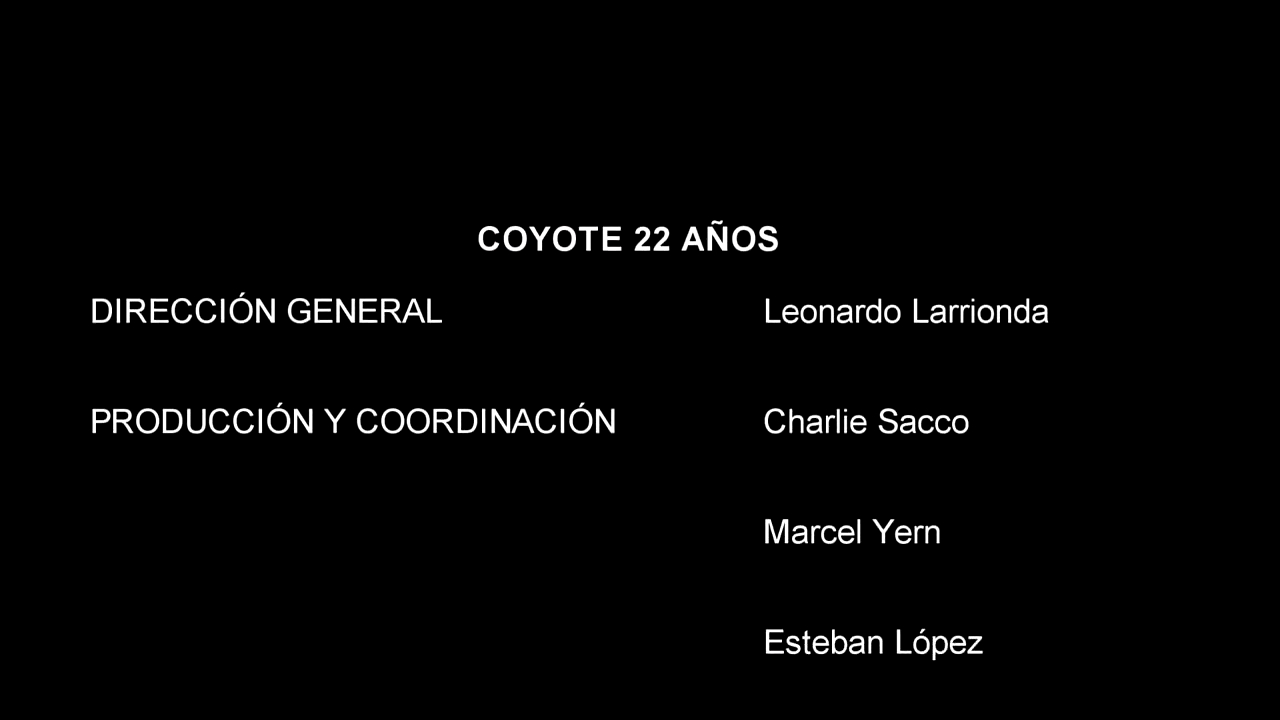 COYOTE 22 AÑOS
DIRECCIÓN GENERAL Leonardo Larrionda
PRODUCCIÓN Y COORDINACIÓN Charlie Sacco
Marcel Yern
Esteban López